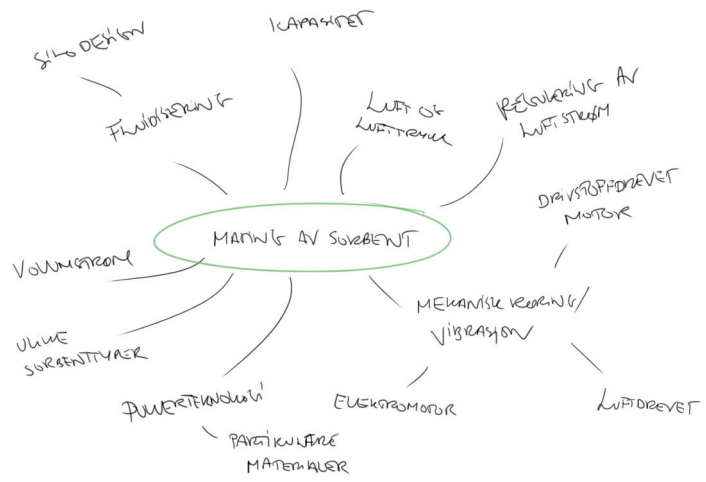 SILO DESIGN
KAPASITET
FLUIDISERING
LUFT OG
LUFTTRYKK
REGULERING AV
LUFTSTRØM
DRIVSTOFFDREVET
MOTOR
MATING AV SORBENT
VOLUMSTRØM
MEKANISK RØRING/
VIBRASJON
ULIKE
SORBENTTYPER
PULVERTEKNOLOGI
ELEKTROMOTOR
LUFTDREVET
PARTIKULÆRE
MATERIALER